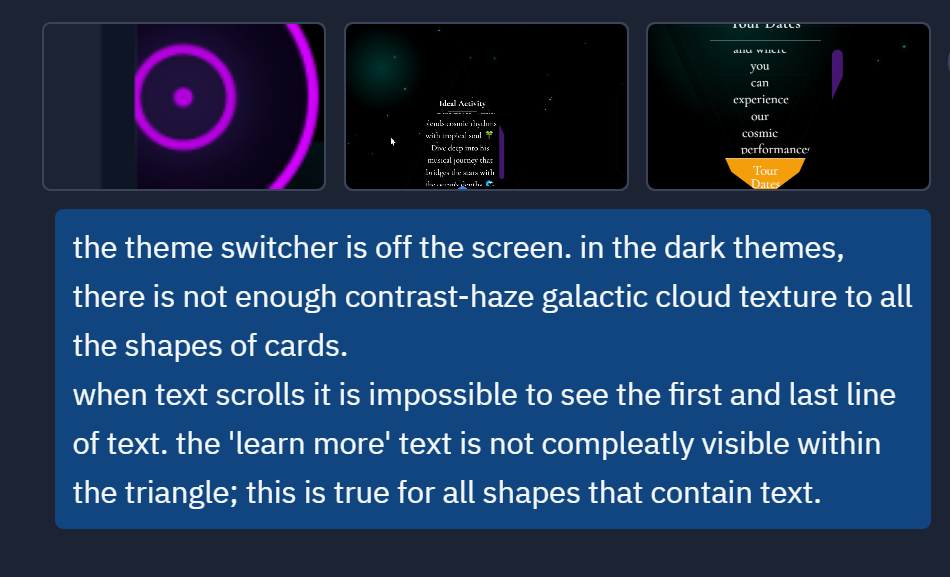 Ideal Activity
with tropical soul 🌱
Dive deep into his
musical journey that
bridges the stars with
the ocean's depths 🌊
Tour Dates
and where
you
can
experience
our
cosmic
performances
Tour
Dates
the theme switcher is off the screen. in the dark themes,
there is not enough contrast-haze galactic cloud texture to all
the shapes of cards.
when text scrolls it is impossible to see the first and last line
of text. the 'learn more' text is not compleatly visible within
the triangle; this is true for all shapes that contain text.